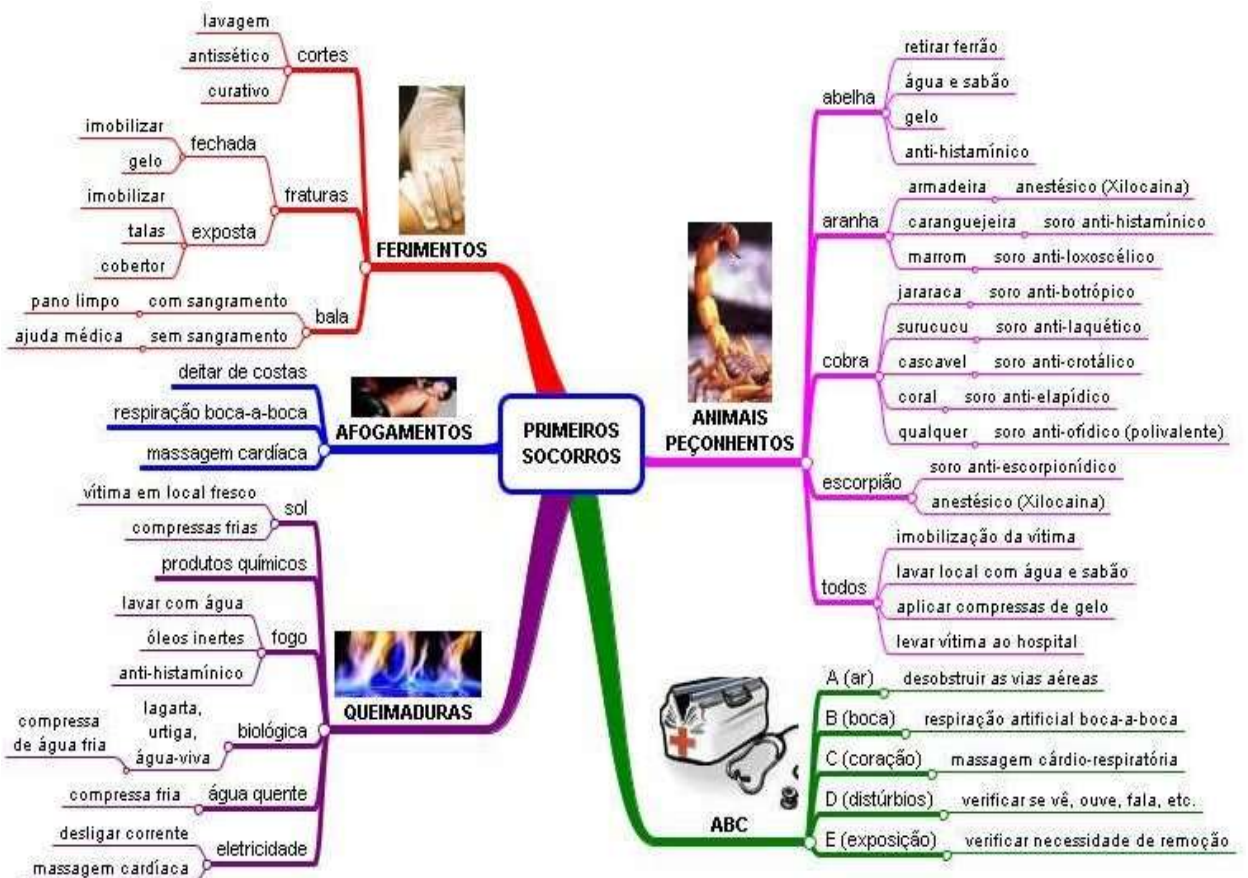 PRIMEIROS
SOCORROS
FERIMENTOS
cortes
lavagem
antissético
curativo
fraturas
fechada
imobilizar
gelo
exposta
imobilizar
talas
cobertor
bala
com sangramento
pano limpo
sem sangramento
ajuda médica
AFOGAMENTOS
deitar de costas
respiração boca-a-boca
massagem cardíaca
QUEIMADURAS
sol
vítima em local fresco
compressas frias
produtos químicos
fogo
lavar com água
óleos inertes
anti-histamínico
biológica
lagarta,
urtiga,
água-viva
compressa
de água fria
água quente
compressa fria
eletricidade
desligar corrente
massagem cardíaca
ANIMAIS
PEÇONHENTOS
abelha
retirar ferrão
água e sabão
gelo
anti-histamínico
aranha
armadeira
anestésico (Xilocaina)
caranguejeira
soro anti-histamínico
marrom
soro anti-loxoscélico
cobra
jararaca
soro anti-botrópico
surucucu
soro anti-laquético
cascavel
soro anti-crotálico
coral
soro anti-elapídico
qualquer
soro anti-ofídico (polivalente)
escorpião
soro anti-escorpionídico
anestésico (Xilocaina)
todos
imobilização da vítima
lavar local com água e sabão
aplicar compressas de gelo
levar vítima ao hospital
ABC
A (ar)
desobstruir as vias aéreas
B (boca)
respiração artificial boca-a-boca
C (coração)
massagem cárdio-respiratória
D (distúrbios)
verificar se vê, ouve, fala, etc.
E (exposição)
verificar necessidade de remoção